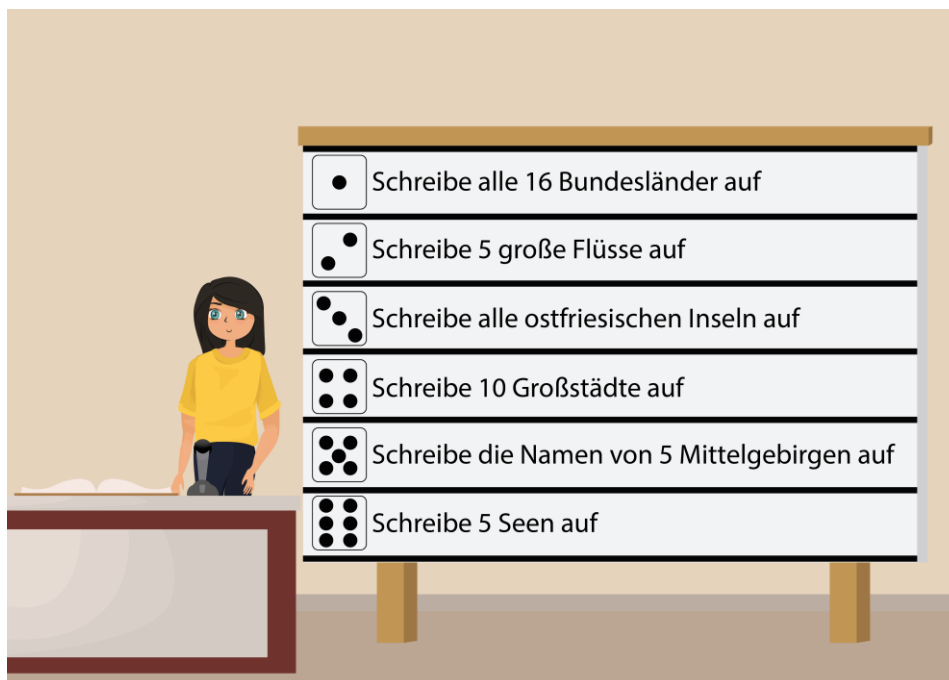 Schreibe alle 16 Bundesländer auf
Schreibe 5 große Flüsse auf
Schreibe alle ostfriesischen Inseln auf
Schreibe 10 Großstädte auf
Schreibe die Namen von 5 Mittelgebirgen auf
Schreibe 5 Seen auf